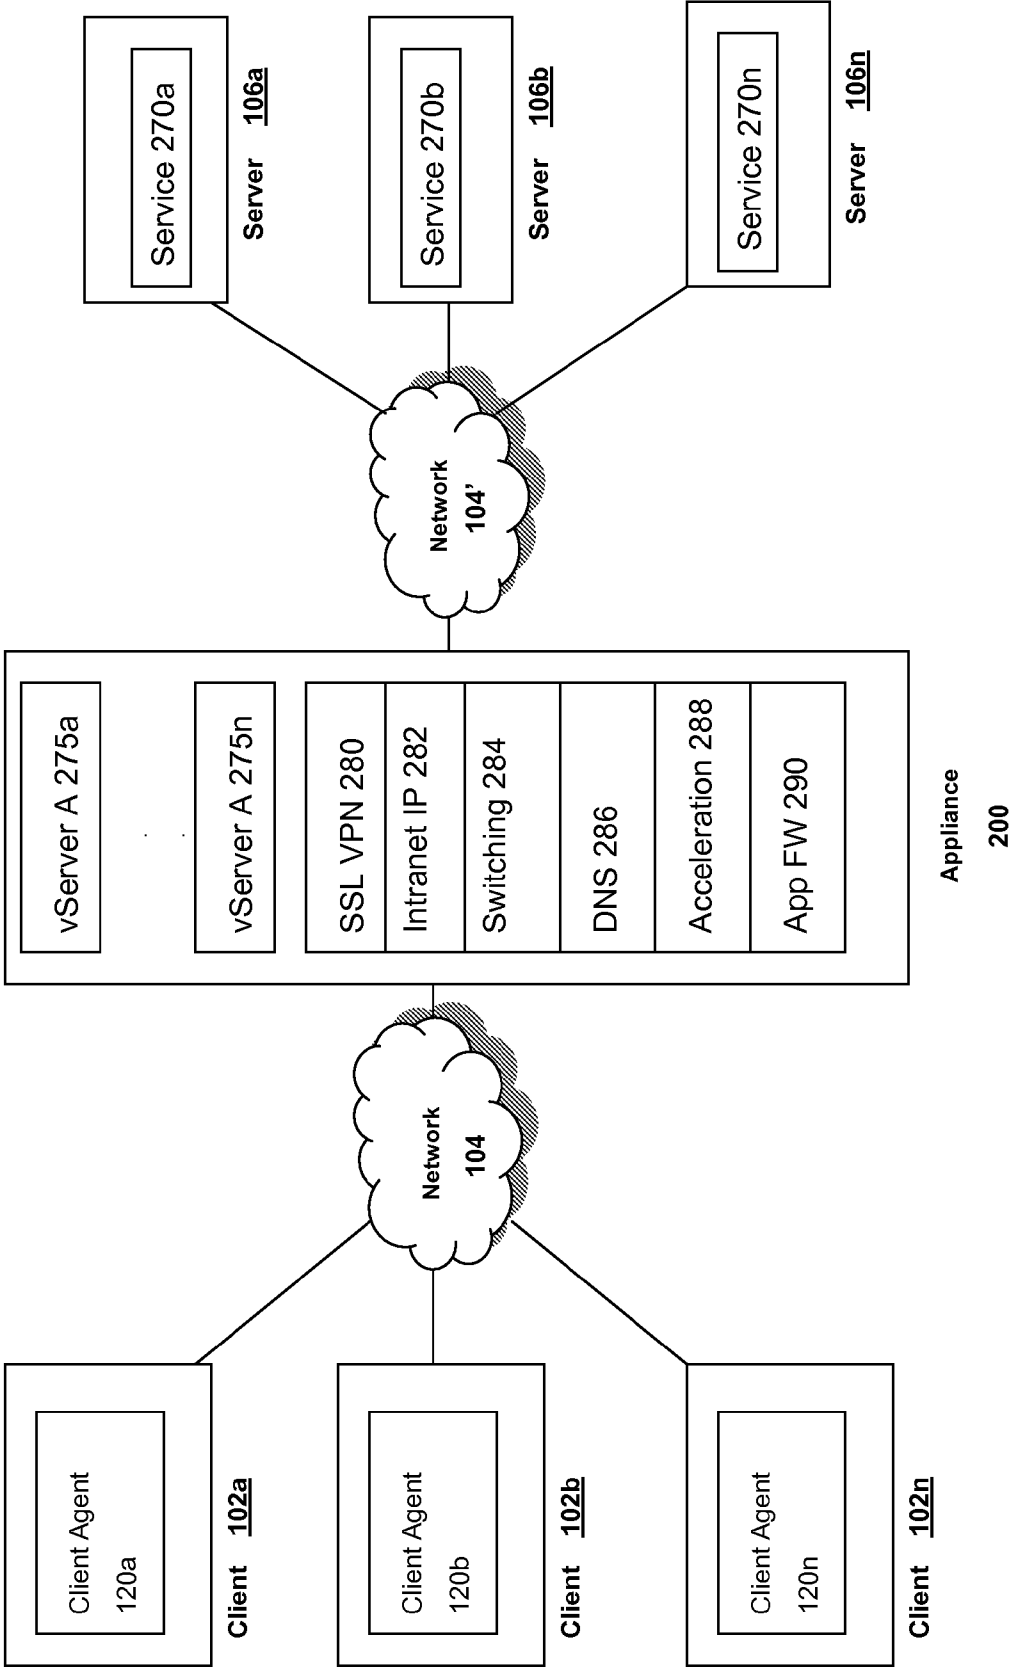 Client Agent
120a
Client 102a
Client Agent
120b
Client 102b
Client Agent
120n
Client 102n
Network
104
vServer A 275a
. .
vServer A 275n
SSL VPN 280
Intranet IP 282
Switching 284
DNS 286
Acceleration 288
App FW 290
Appliance
200
Network
104’
Service 270a
Server 106a
Service 270b
Server 106b
Service 270n
Server 106n